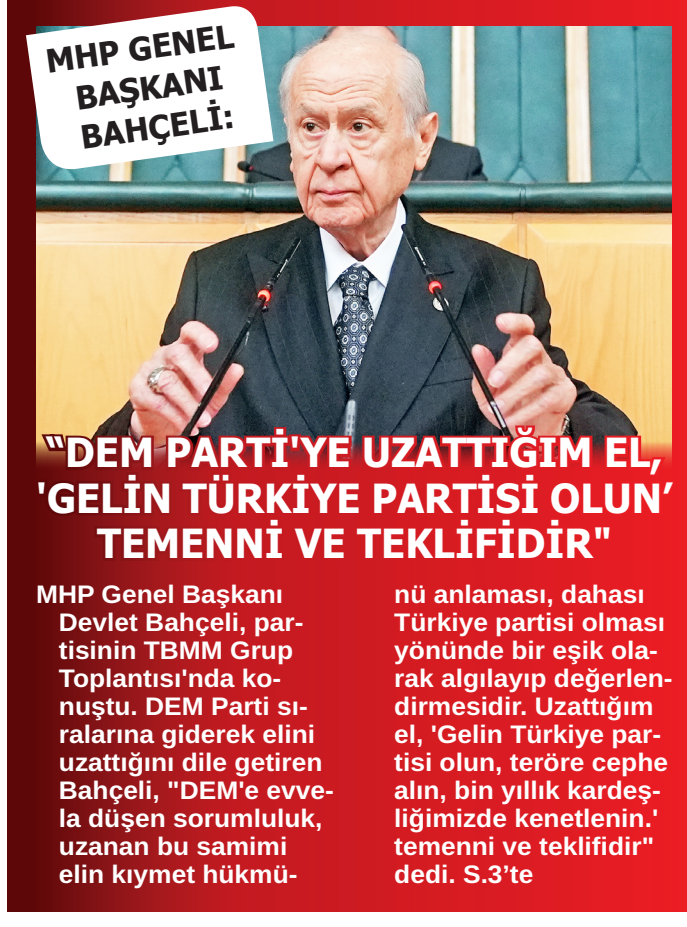 MHP GENEL
BAŞKANI
BAHÇELİ:
“DEM PARTİ'YE UZATTIĞIM EL,
'GELİN TÜRKİYE PARTİSİ OLUN’
TEMENNİ VE TEKLİFİDİR"
MHP Genel Başkanı
Devlet Bahçeli, par-
tisinin TBMM Grup
Toplantısı'nda ko-
nuştu. DEM Parti sı-
ralarına giderek elini
uzattığını dile getiren
Bahçeli, "DEM'e evve-
la düşen sorumluluk,
uzanan bu samimi
elin kıymet hükmü-
nü anlaması, dahası
Türkiye partisi olması
yönünde bir eşik ola-
rak algılayıp değerlen-
dirmesidir. Uzattığım
el, 'Gelin Türkiye par-
tisi olun, teröre cephe
alın, bin yıllık kardeş-
liğimizde kenetlenin.'
temenni ve teklifidir"
dedi. S.3’te